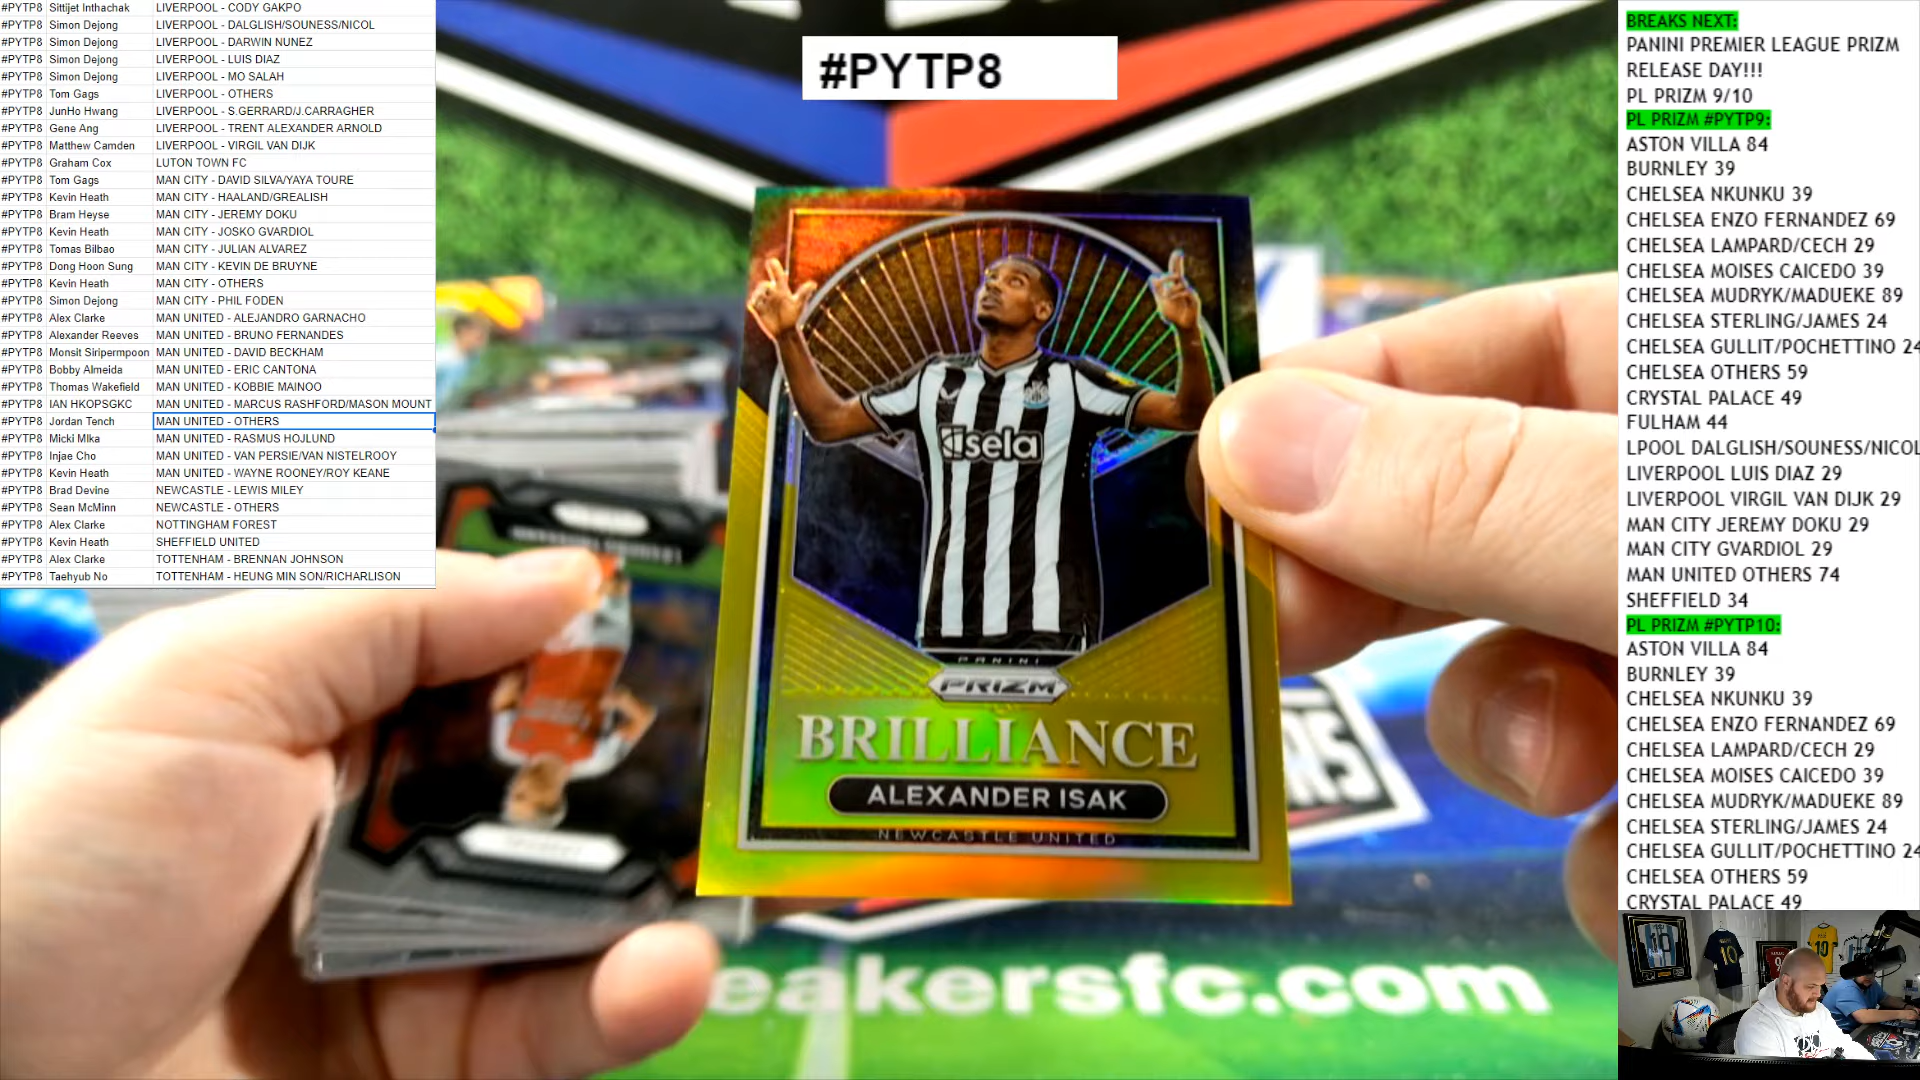 #PYTP8 Sittijet Inthachak LIVERPOOL - CODY GAKPO
#PYTP8 Simon Dejong LIVERPOOL - DALGLISH/SOUNESS/NICOL
#PYTP8 Simon Dejong LIVERPOOL - DARWIN NUNEZ
#PYTP8 Simon Dejong LIVERPOOL - LUIS DIAZ
#PYTP8 Simon Dejong LIVERPOOL - MO SALAH
#PYTP8 Tom Gags LIVERPOOL - OTHERS
#PYTP8 JunHo Hwang LIVERPOOL - S.GERRARD/J.CARRAGHER
#PYTP8 Gene Ang LIVERPOOL - TRENT ALEXANDER ARNOLD
#PYTP8 Matthew Camden LIVERPOOL - VIRGIL VAN DIJK
#PYTP8 Graham Cox LUTON TOWN FC
#PYTP8 Tom Gags MAN CITY - DAVID SILVA/YAYA TOURE
#PYTP8 Kevin Heath MAN CITY - HAALAND/GREALISH
#PYTP8 Bram Heyse MAN CITY - JEREMY DOKU
#PYTP8 Kevin Heath MAN CITY - JOSKO GVARDIOL
#PYTP8 Tomas Bilbao MAN CITY - JULIAN ALVAREZ
#PYTP8 Dong Hoon Sung MAN CITY - KEVIN DE BRUYNE
#PYTP8 Kevin Heath MAN CITY - OTHERS
#PYTP8 Simon Dejong MAN CITY - PHIL FODEN
#PYTP8 Alex Clarke MAN UNITED - ALEJANDRO GARNACHO
#PYTP8 Alexander Reeves MAN UNITED - BRUNO FERNANDES
#PYTP8 Monsit Siripermpoon MAN UNITED - DAVID BECKHAM
#PYTP8 Bobby Almeida MAN UNITED - ERIC CANTONA
#PYTP8 Thomas Wakefield MAN UNITED - KOBBIE MAINOO
#PYTP8 IAN HKOPSGKC MAN UNITED - MARCUS RASHFORD/MASON MOUNT
#PYTP8 Jordan Tench MAN UNITED - OTHERS
#PYTP8 Micki Mlka MAN UNITED - RASMUS HOJLUND
#PYTP8 Injae Cho MAN UNITED - VAN PERSIE/VAN NISTELROOY
#PYTP8 Kevin Heath MAN UNITED - WAYNE ROONEY/ROY KEANE
#PYTP8 Brad Devine NEWCASTLE - LEWIS MILEY
#PYTP8 Sean McMinn NEWCASTLE - OTHERS
#PYTP8 Alex Clarke NOTTINGHAM FOREST
#PYTP8 Kevin Heath SHEFFIELD UNITED
#PYTP8 Alex Clarke TOTTENHAM - BRENNAN JOHNSON
#PYTP8 Taehyub No TOTTENHAM - HEUNG MIN SON/RICHARLISON
#PYTP8
sela
PANINI
PRIZM
BRILLIANCE
ALEXANDER ISAK
NEWCASTLE UNITED
eakersfc.com
BREAKS NEXT:
PANINI PREMIER LEAGUE PRIZM
RELEASE DAY!!!
PL PRIZM 9/10
PL PRIZM #PYTP9:
ASTON VILLA 84
BURNLEY 39
CHELSEA NKUNKU 39
CHELSEA ENZO FERNANDEZ 69
CHELSEA LAMPARD/CECH 29
CHELSEA MOISES CAICEDO 39
CHELSEA MUDRYK/MADUEKE 89
CHELSEA STERLING/JAMES 24
CHELSEA GULLIT/POCHETTINO 24
CHELSEA OTHERS 59
CRYSTAL PALACE 49
FULHAM 44
LPOOL DALGLISH/SOUNESS/NICOL
LIVERPOOL LUIS DIAZ 29
LIVERPOOL VIRGIL VAN DIJK 29
MAN CITY JEREMY DOKU 29
MAN CITY GVARDIOL 29
MAN UNITED OTHERS 74
SHEFFIELD 34
PL PRIZM #PYTP10:
ASTON VILLA 84
BURNLEY 39
CHELSEA NKUNKU 39
CHELSEA ENZO FERNANDEZ 69
CHELSEA LAMPARD/CECH 29
CHELSEA MOISES CAICEDO 39
CHELSEA MUDRYK/MADUEKE 89
CHELSEA STERLING/JAMES 24
CHELSEA GULLIT/POCHETTINO 24
CHELSEA OTHERS 59
CRYSTAL PALACE 49